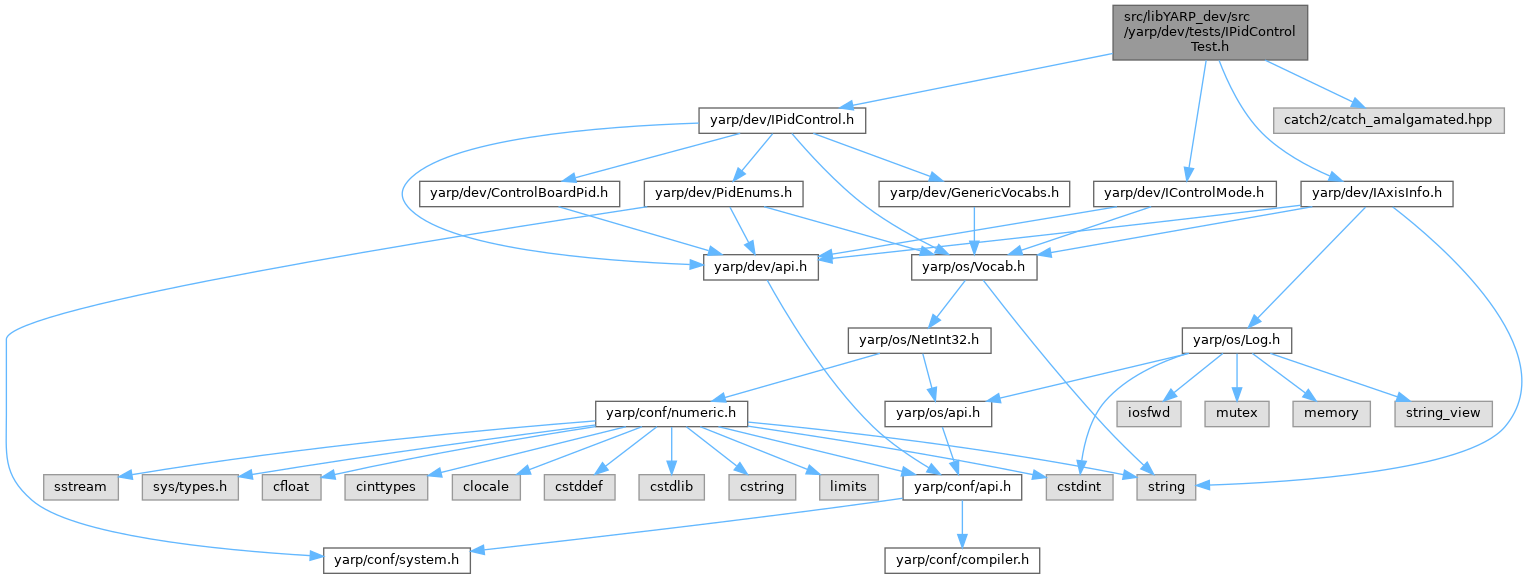 src/libYARP_dev/src
/yarp/dev/tests/IPidControl
Test.h
yarp/dev/IPidControl.h
catch2/catch_amalgamated.hpp
yarp/dev/ControlBoardPid.h
yarp/dev/PidEnums.h
yarp/dev/GenericVocabs.h
yarp/dev/IControlMode.h
yarp/dev/IAxisInfo.h
yarp/dev/api.h
yarp/os/Vocab.h
yarp/os/NetInt32.h
yarp/os/Log.h
yarp/conf/numeric.h
yarp/os/api.h
iosfwd
mutex
memory
string_view
sstream
sys/types.h
cfloat
cinttypes
clocale
cstddef
cstdlib
cstring
limits
yarp/conf/api.h
cstdint
string
yarp/conf/system.h
yarp/conf/compiler.h